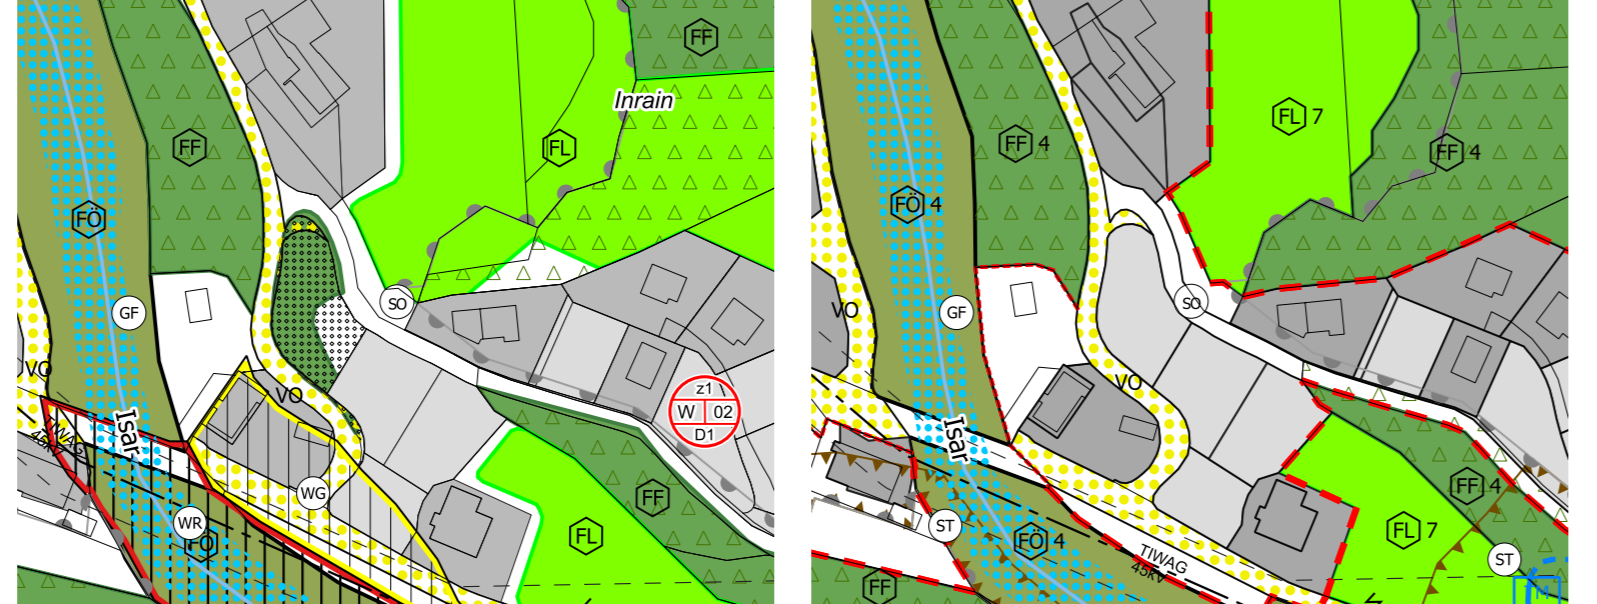 FF
Inrain
FF
FL
FÖ
SO
GF
VO
VO
z1
W 02
D1
Isar
45kV
WG
WR
FÖ
FF
FL
FL 7
FF 4
FF 4
FÖ 4
SO
GF
VO
VO
Isar
FF 4
ST
FÖ 4
FL 7
TIWAG
45kV
ST
FF
M